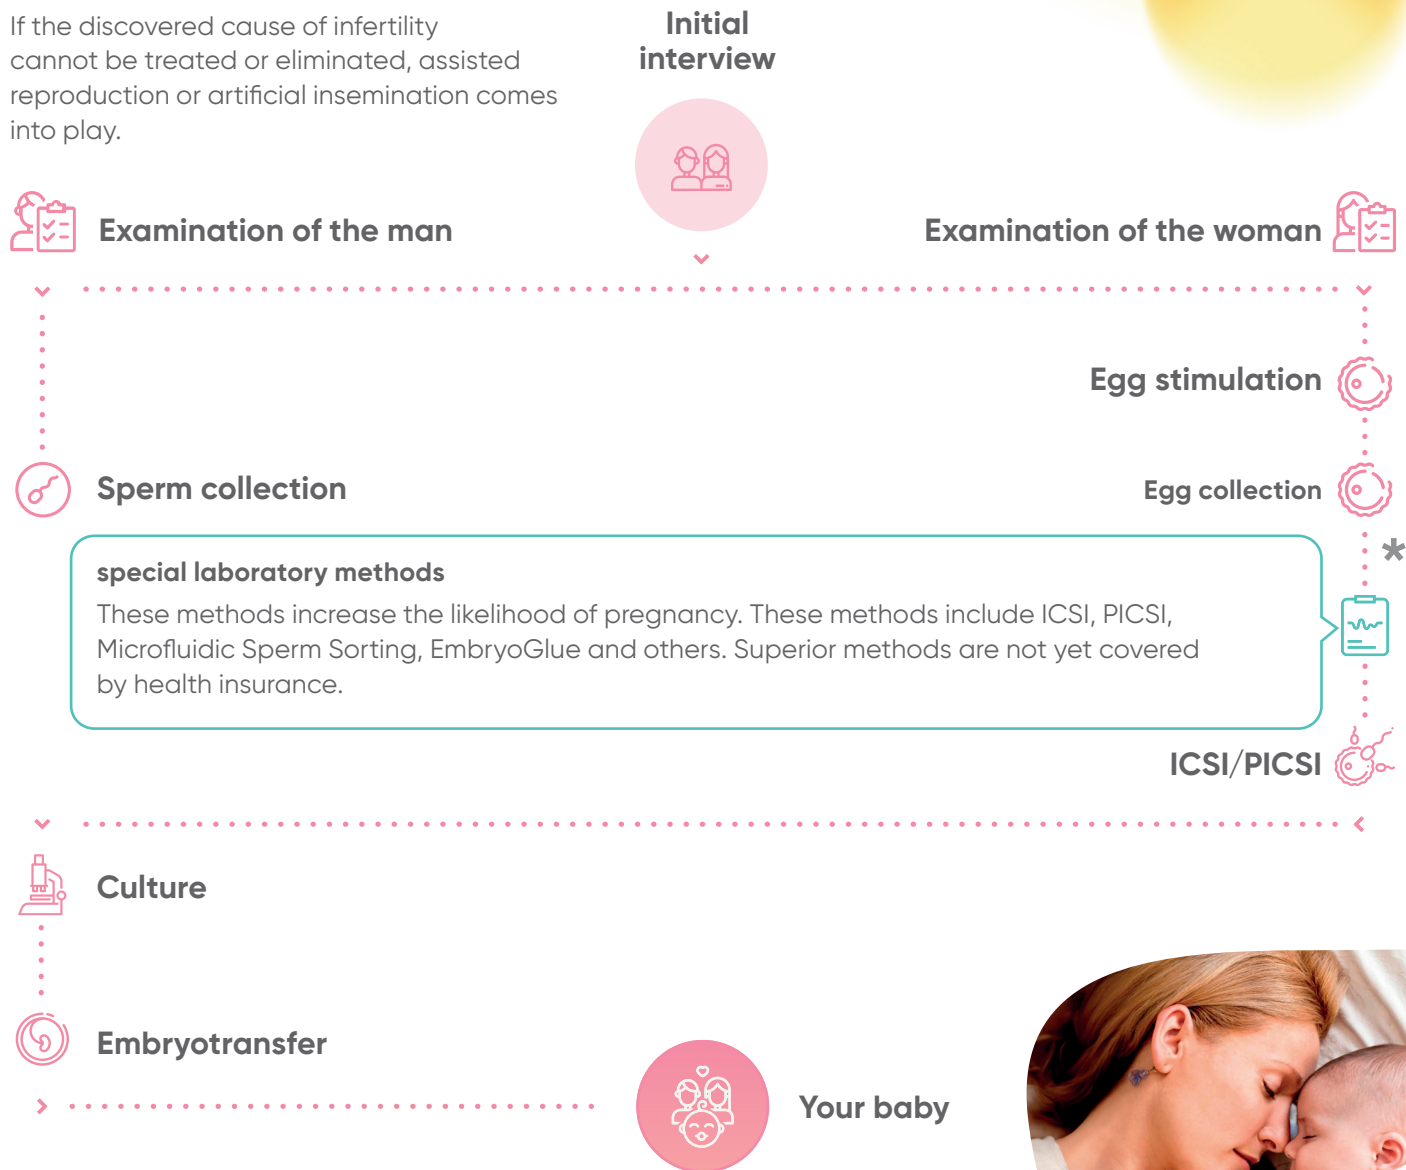 If the discovered cause of infertility
cannot be treated or eliminated, assisted
reproduction or artificial insemination comes
into play.
Initial
interview
Examination of the man
Examination of the woman
Egg stimulation
Sperm collection
Egg collection
*
special laboratory methods
These methods increase the likelihood of pregnancy. These methods include ICSI, PICSI,
Microfluidic Sperm Sorting, EmbryoGlue and others. Superior methods are not yet covered
by health insurance.
ICSI/PICSI
Culture
Embryotransfer
Your baby